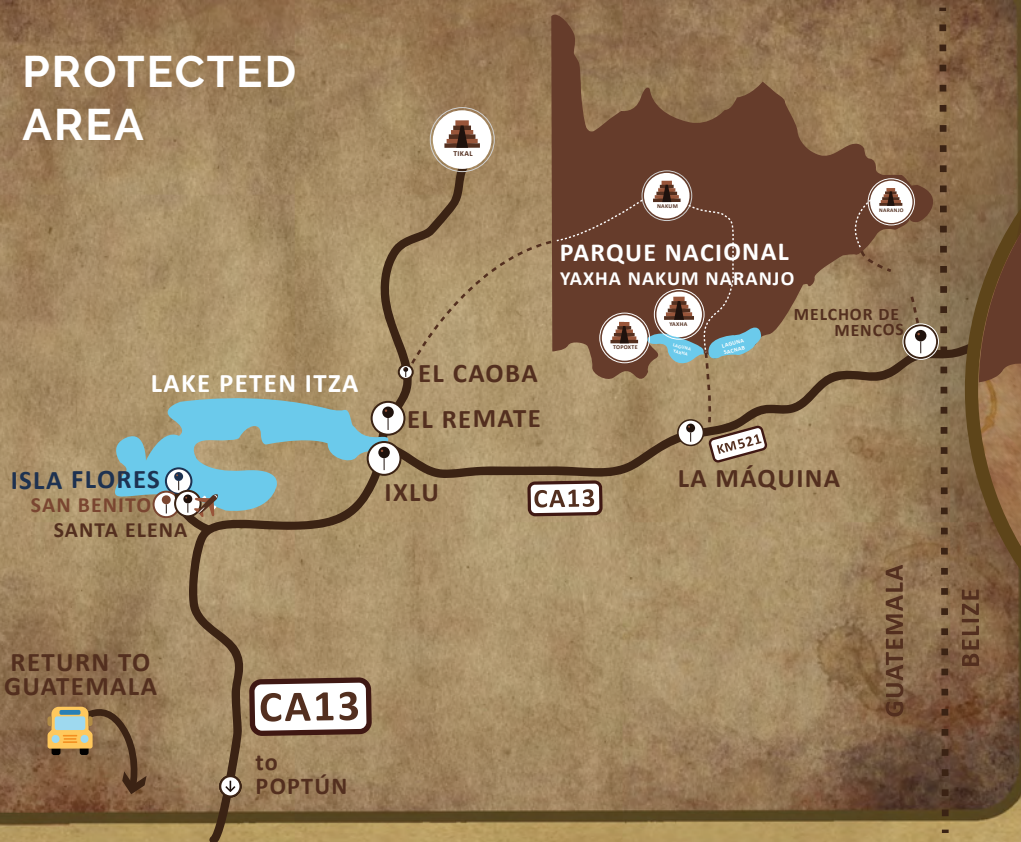 PROTECTED
AREA
TIKAL
NAKUM
NARANJO
PARQUE NACIONAL
YAXHA NAKUM NARANJO
YAXHA
TOPOXTE
LAGUNA
YAXHA
LAGUNA
SACNAB
MELCHOR DE
MENCOS
EL CAOBA
LAKE PETEN ITZA
EL REMATE
KM521
LA MÁQUINA
IXLU
CA13
ISLA FLORES
SAN BENITO
SANTA ELENA
GUATEMALA
BELIZE
RETURN TO
GUATEMALA
CA13
to
POPTÚN